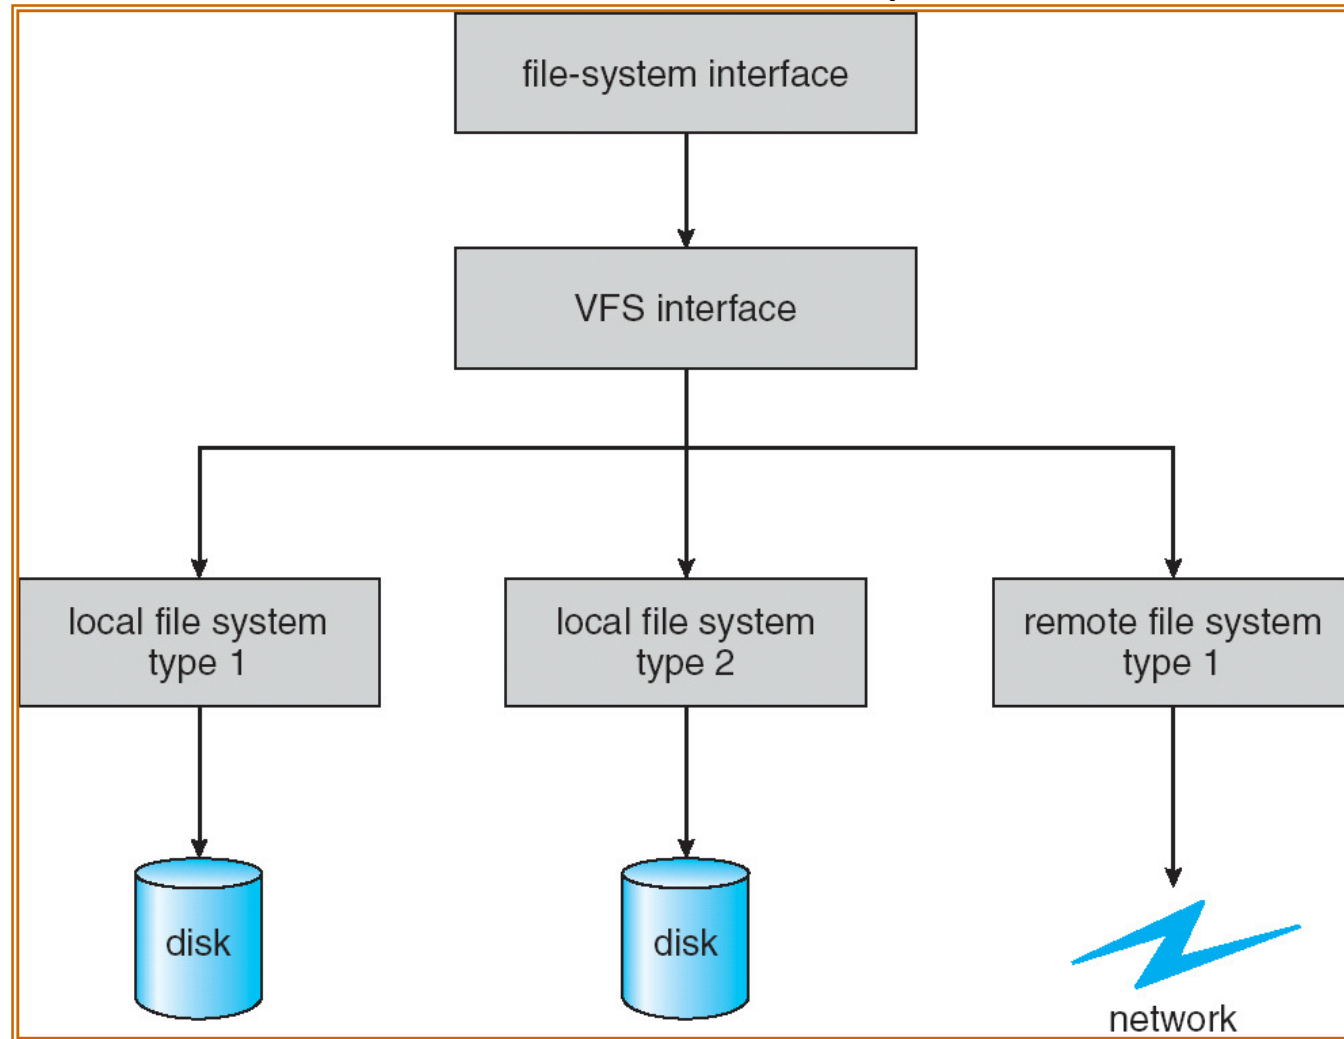 file-system interface
VFS interface
local file system
type 1
local file system
type 2
remote file system
type 1
disk
disk
network